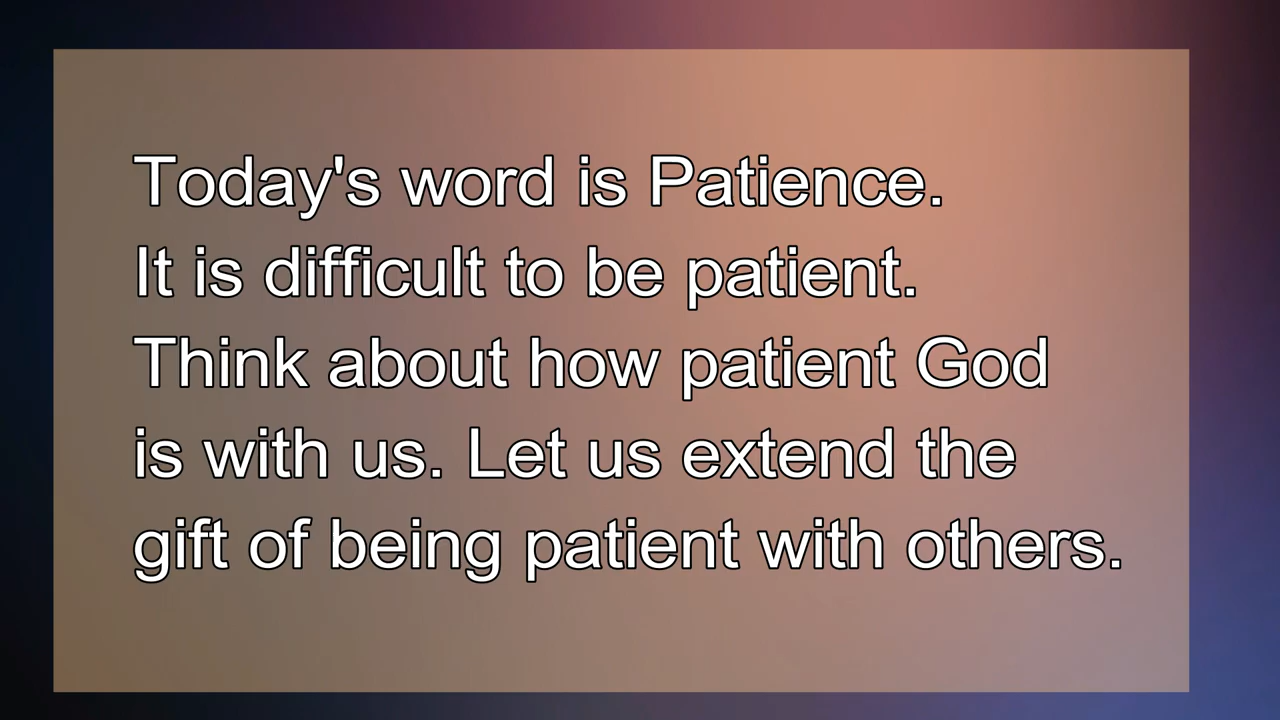 Today's word is Patience.
It is difficult to be patient.
Think about how patient God
is with us. Let us extend the
gift of being patient with others.